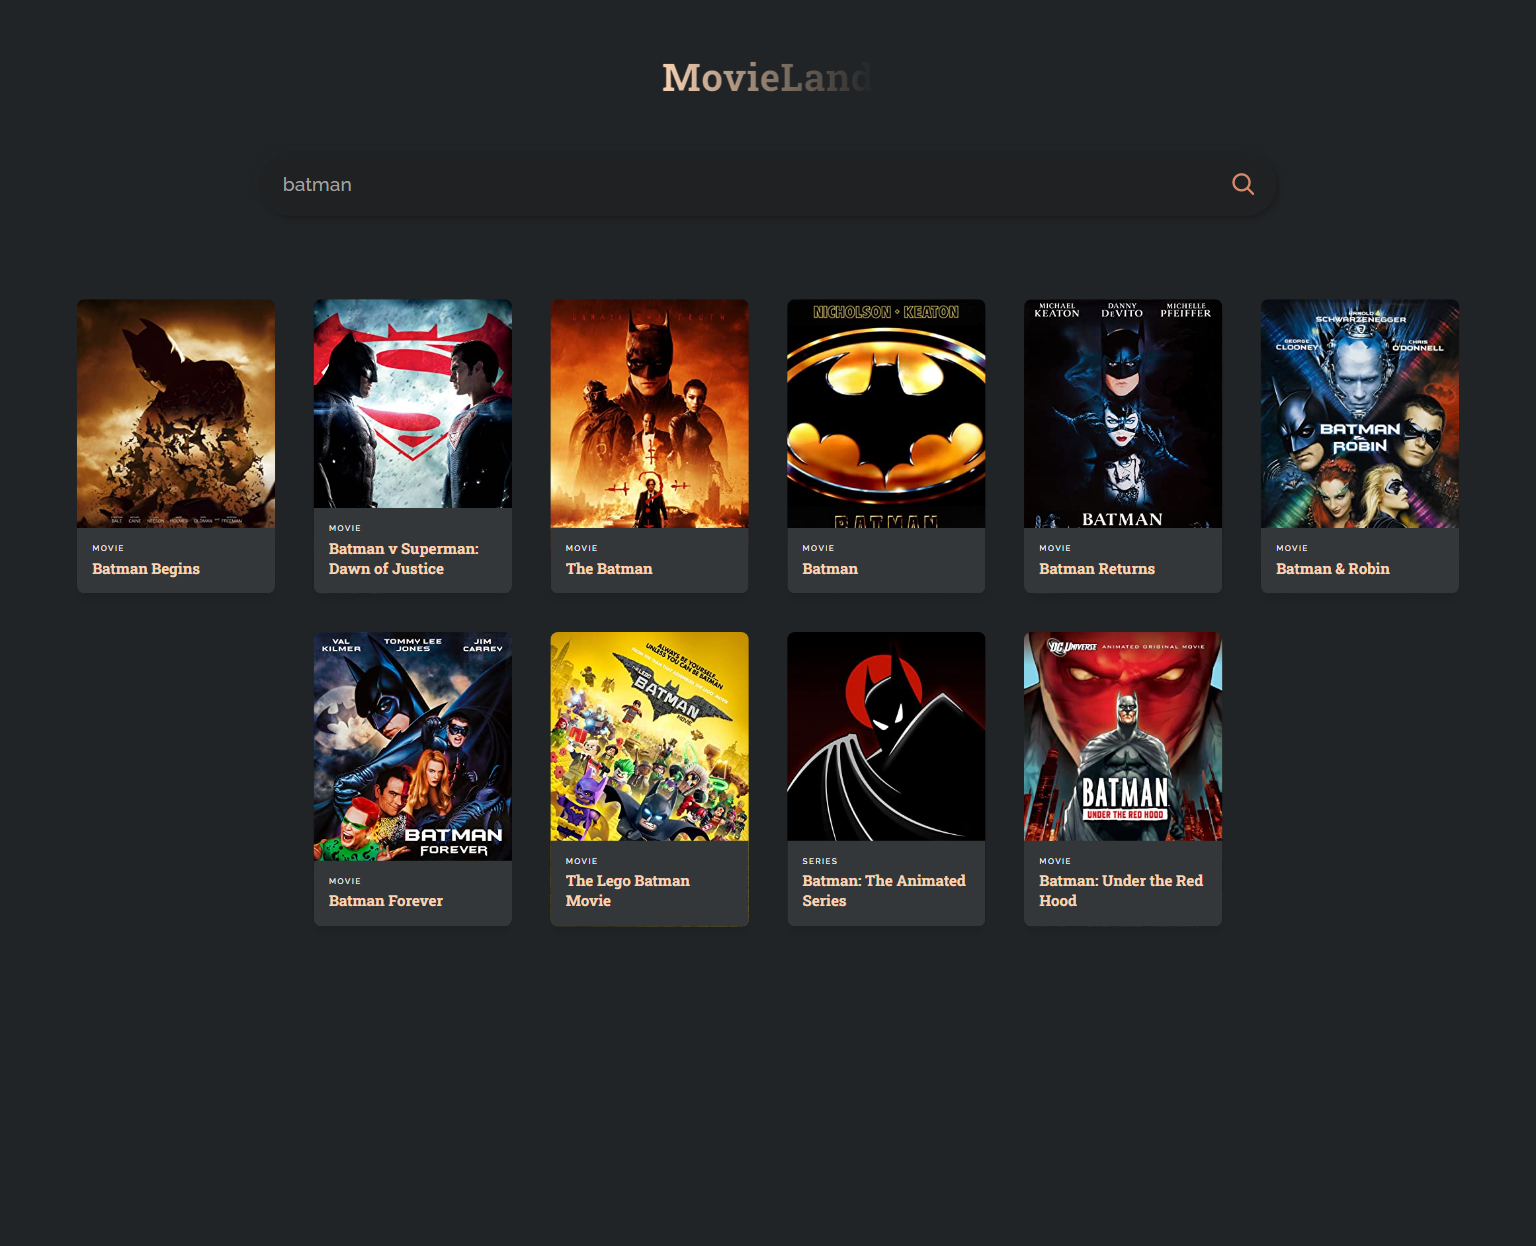 MovieLand
batman
NICHOLSON • KEATON
MICHAEL KEATON
DANNY DEVITO
MICHELLE PFEIFFER
ARNOLD SCHWARZENEGGER
GEORGE CLOONEY
CHRIS O'DONNELL
BATMAN
&
ROBIN
BATMAN
BATMAN
MOVIE
Batman Begins
MOVIE
Batman v Superman:
Dawn of Justice
MOVIE
The Batman
MOVIE
Batman
MOVIE
Batman Returns
MOVIE
Batman & Robin
VAL KILMER
TOMMY LEE JONES
JIM CARREY
BATMAN
FOREVER
ALWAYS BE YOURSELF...
UNLESS YOU CAN BE BATMAN
THE LEGO
BATMAN
MOVIE
DC UNIVERSE ANIMATED ORIGINAL MOVIE
BATMAN
UNDER THE RED HOOD
MOVIE
Batman Forever
MOVIE
The Lego Batman
Movie
SERIES
Batman: The Animated
Series
MOVIE
Batman: Under the Red
Hood